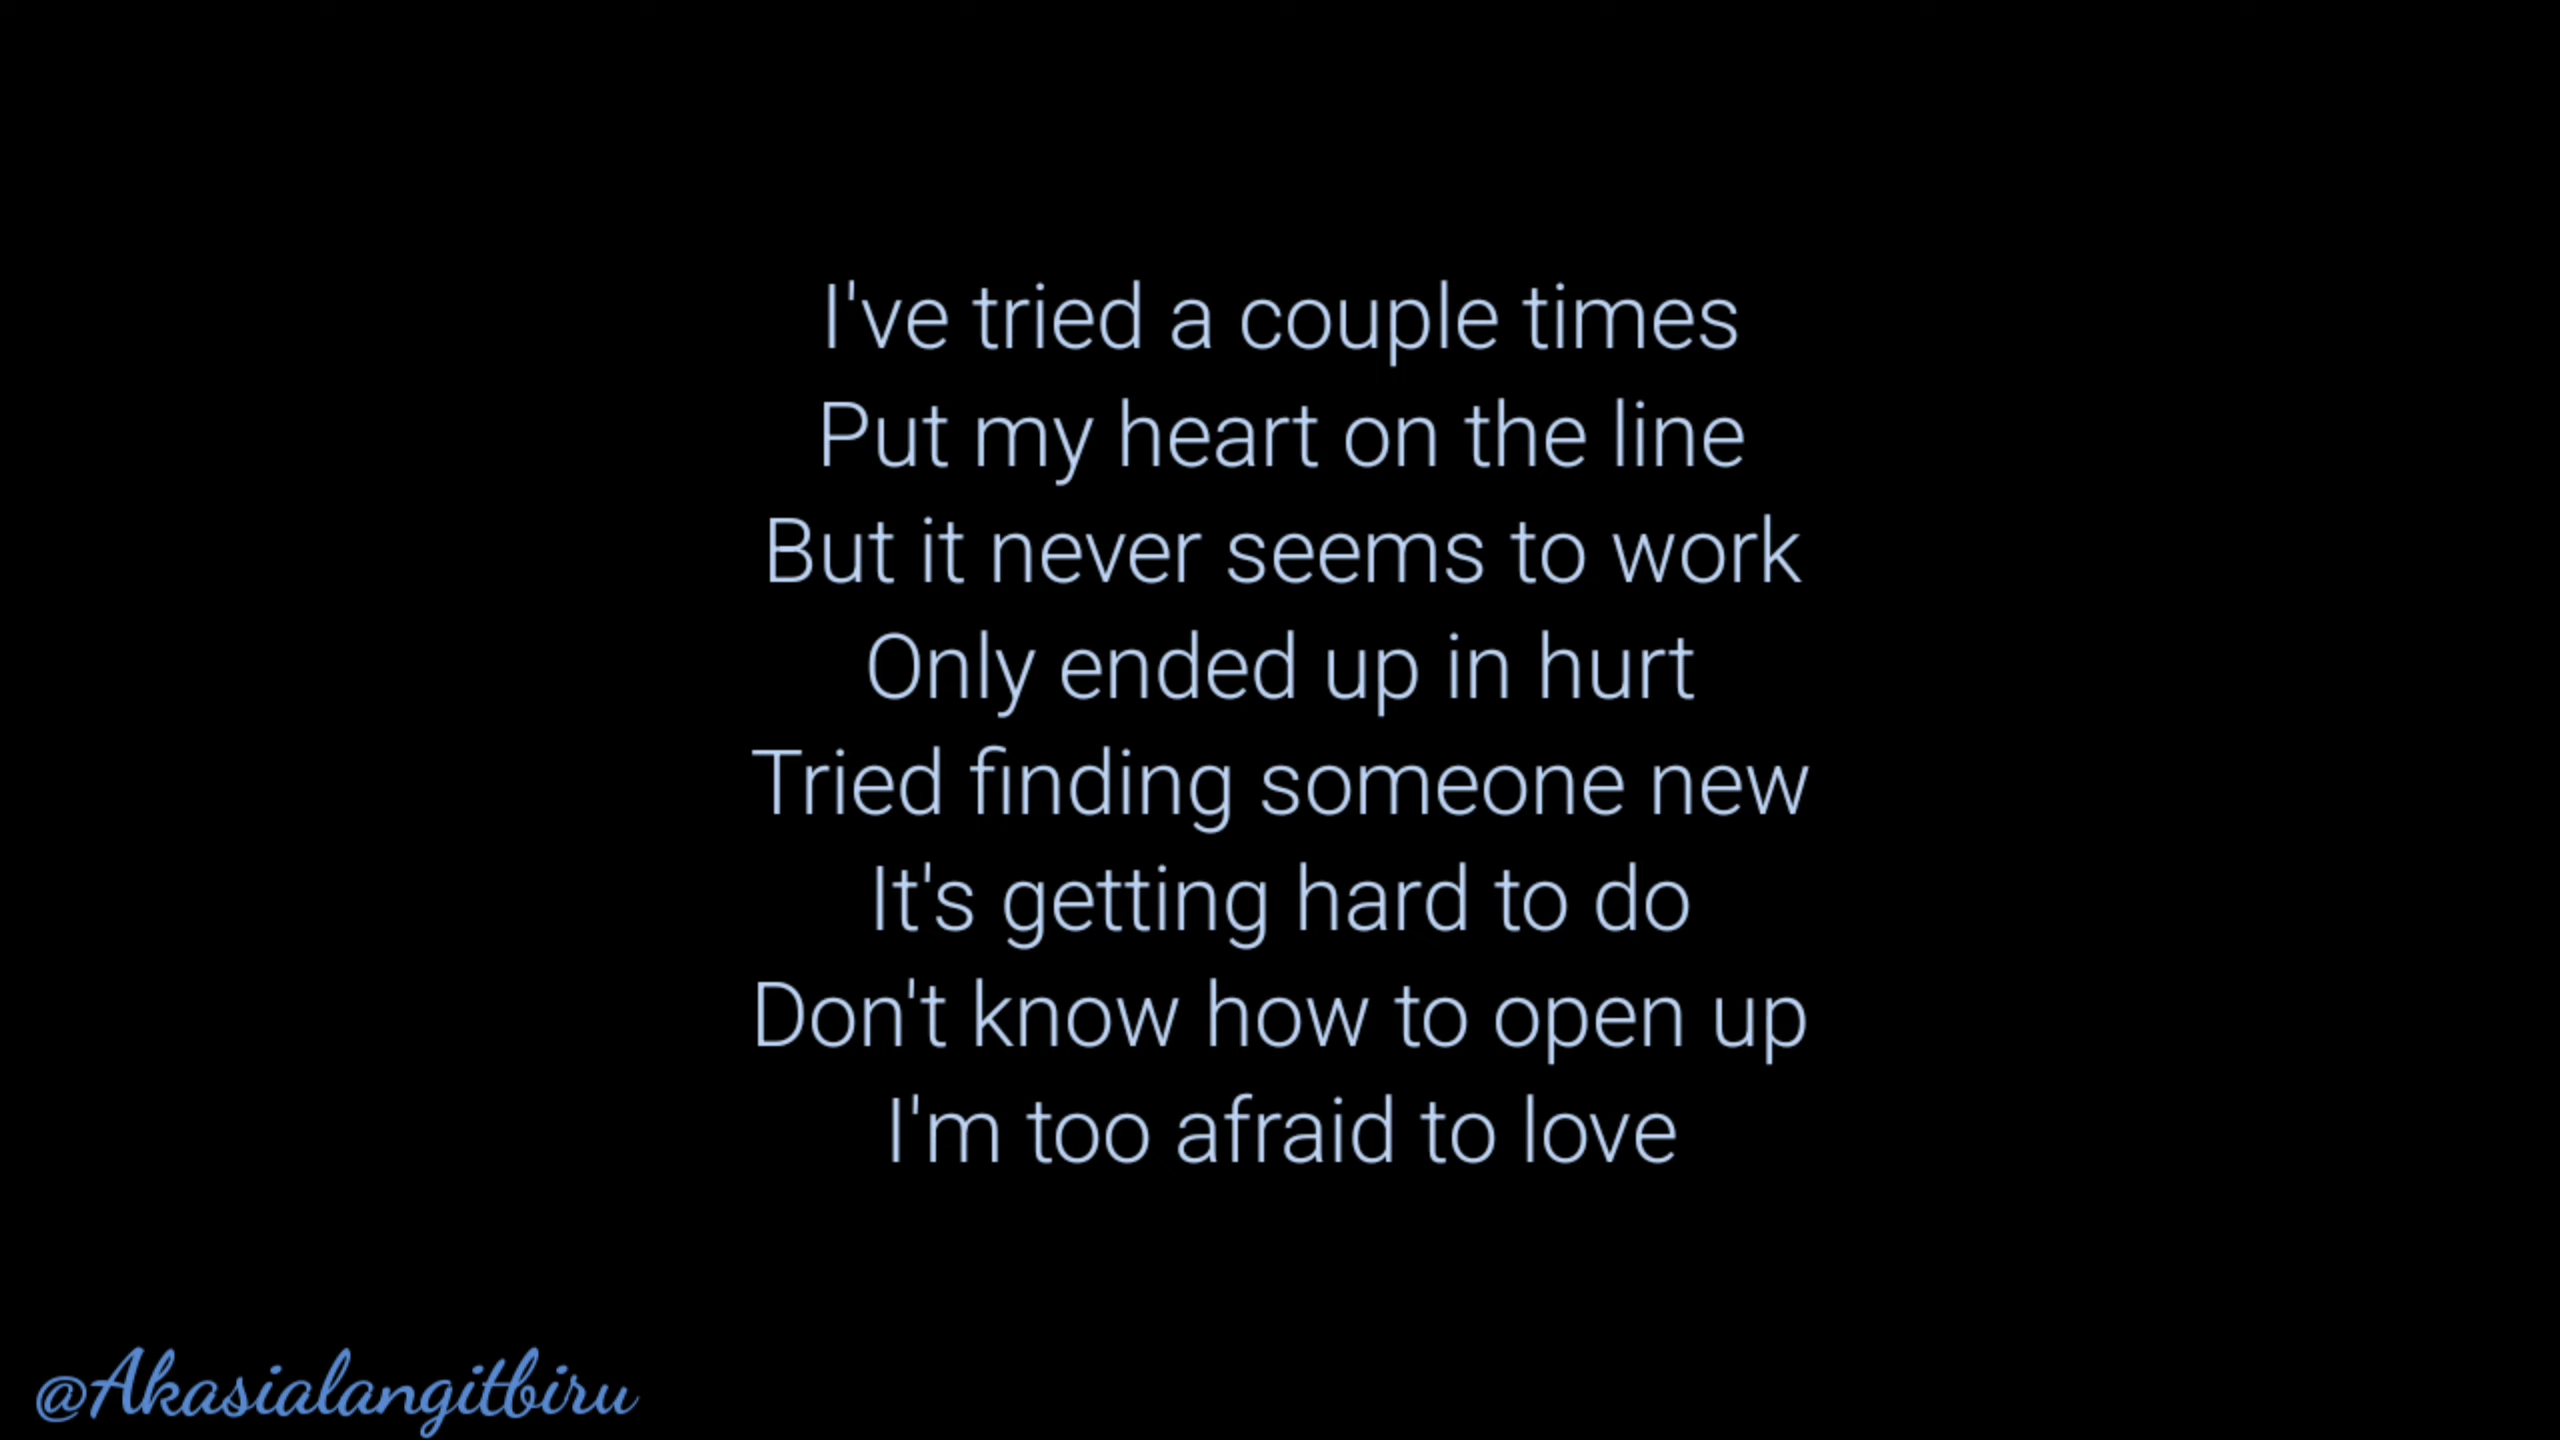 I've tried a couple times
Put my heart on the line
But it never seems to work
Only ended up in hurt
Tried finding someone new
It's getting hard to do
Don't know how to open up
I'm too afraid to love
@Akasialangitbiru